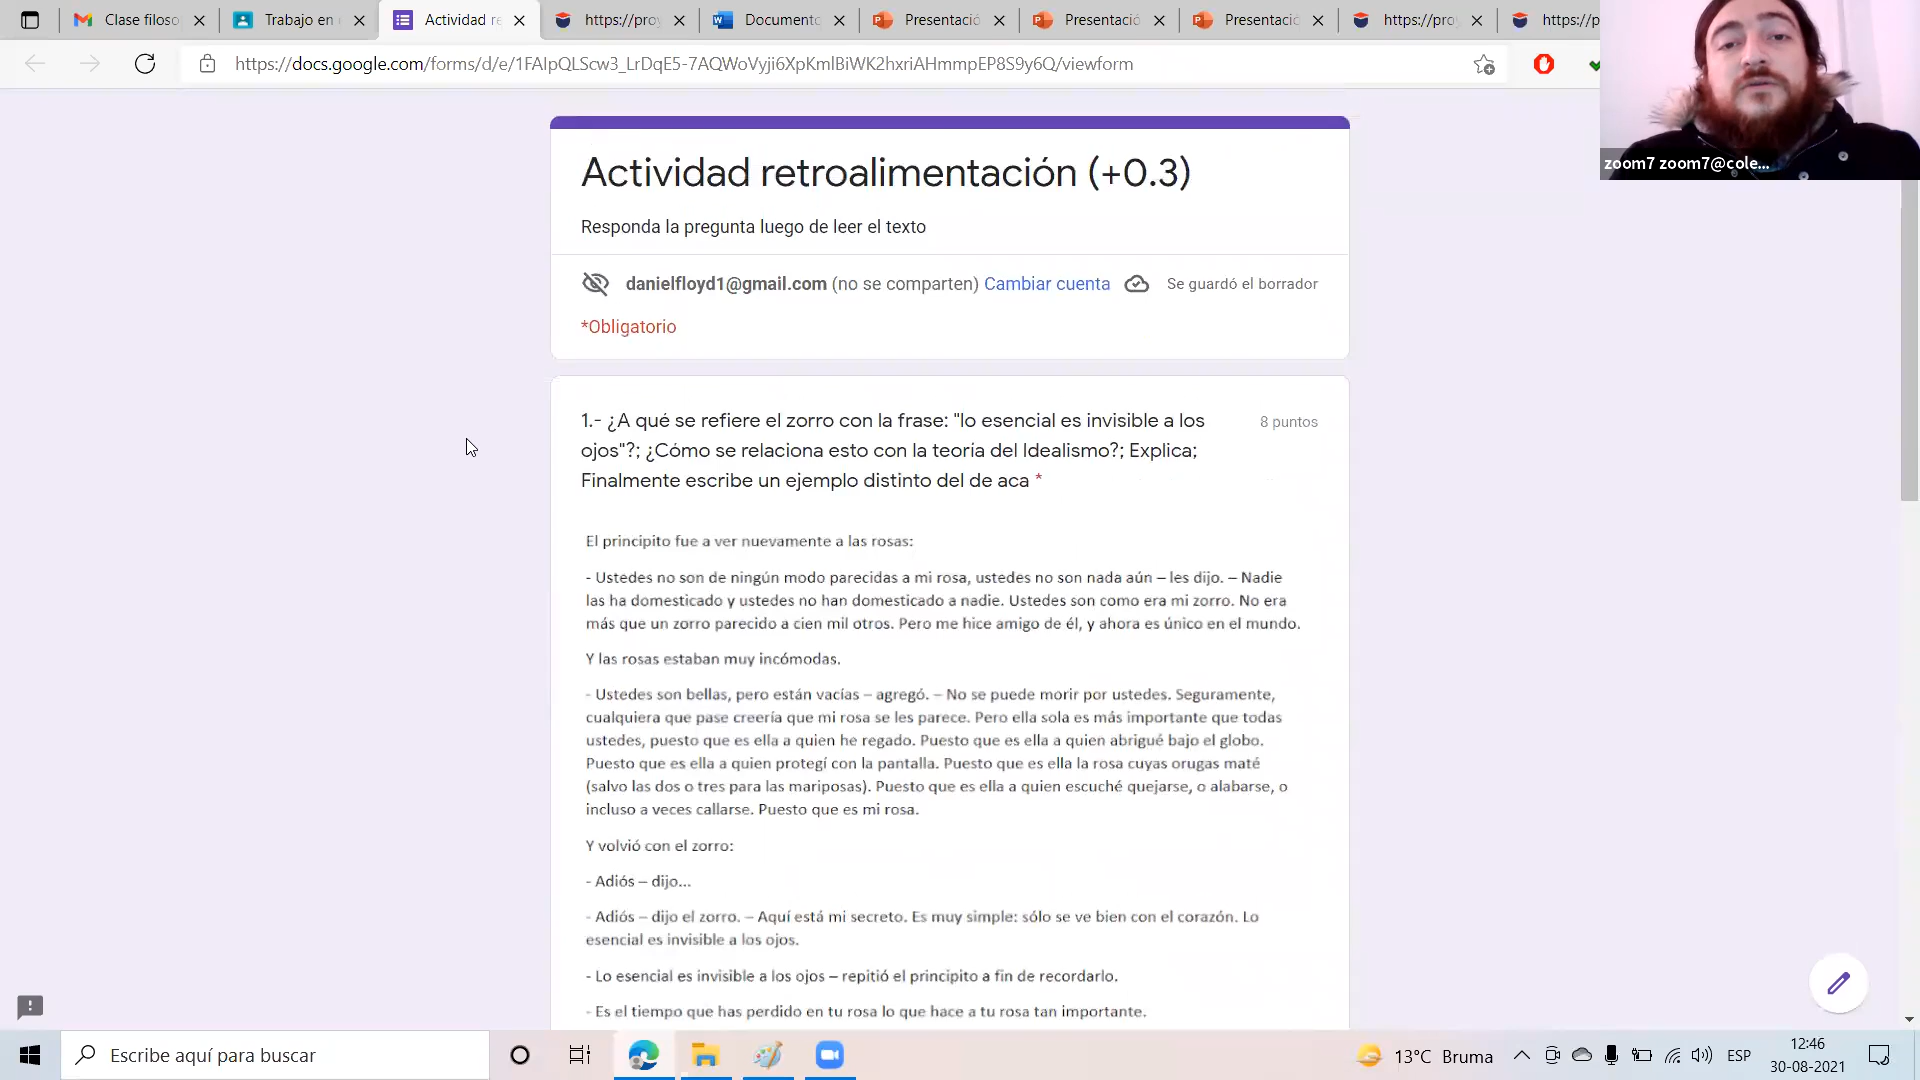 Clase filoso
Trabajo en
Actividad re
https://proy
Documento
Presentació
Presentació
Presentació
https://proy
https://p
https://docs.google.com/forms/d/e/1FAIpQLScw3_LrDqE5-7AQWoVyji6XpKmlBiWK2hxriAHmmpEP8S9y6Q/viewform
zoom7 zoom7@cole...
Actividad retroalimentación (+0.3)
Responda la pregunta luego de leer el texto
danielfloyd1@gmail.com (no se comparten) Cambiar cuenta
Se guardó el borrador
*Obligatorio
1.- ¿A qué se refiere el zorro con la frase: "lo esencial es invisible a los
8 puntos
ojos"?; ¿Cómo se relaciona esto con la teoría del Idealismo?; Explica;
Finalmente escribe un ejemplo distinto del de aca *
El principito fue a ver nuevamente a las rosas:
- Ustedes no son de ningún modo parecidas a mi rosa, ustedes no son nada aún – les dijo. – Nadie
las ha domesticado y ustedes no han domesticado a nadie. Ustedes son como era mi zorro. No era
más que un zorro parecido a cien mil otros. Pero me hice amigo de él, y ahora es único en el mundo.
Y las rosas estaban muy incómodas.
- Ustedes son bellas, pero están vacías – agregó. – No se puede morir por ustedes. Seguramente,
cualquiera que pase creería que mi rosa se les parece. Pero ella sola es más importante que todas
ustedes, puesto que es ella a quien he regado. Puesto que es ella a quien abrigué bajo el globo.
Puesto que es ella a quien protegí con la pantalla. Puesto que es ella la rosa cuyas orugas maté
(salvo las dos o tres para las mariposas). Puesto que es ella a quien escuché quejarse, o alabarse, o
incluso a veces callarse. Puesto que es mi rosa.
Y volvió con el zorro:
- Adiós – dijo...
- Adiós – dijo el zorro. – Aquí está mi secreto. Es muy simple: sólo se ve bien con el corazón. Lo
esencial es invisible a los ojos.
- Lo esencial es invisible a los ojos – repitió el principito a fin de recordarlo.
- Es el tiempo que has perdido en tu rosa lo que hace a tu rosa tan importante.
Escribe aquí para buscar
13°C Bruma
ESP
12:46
30-08-2021